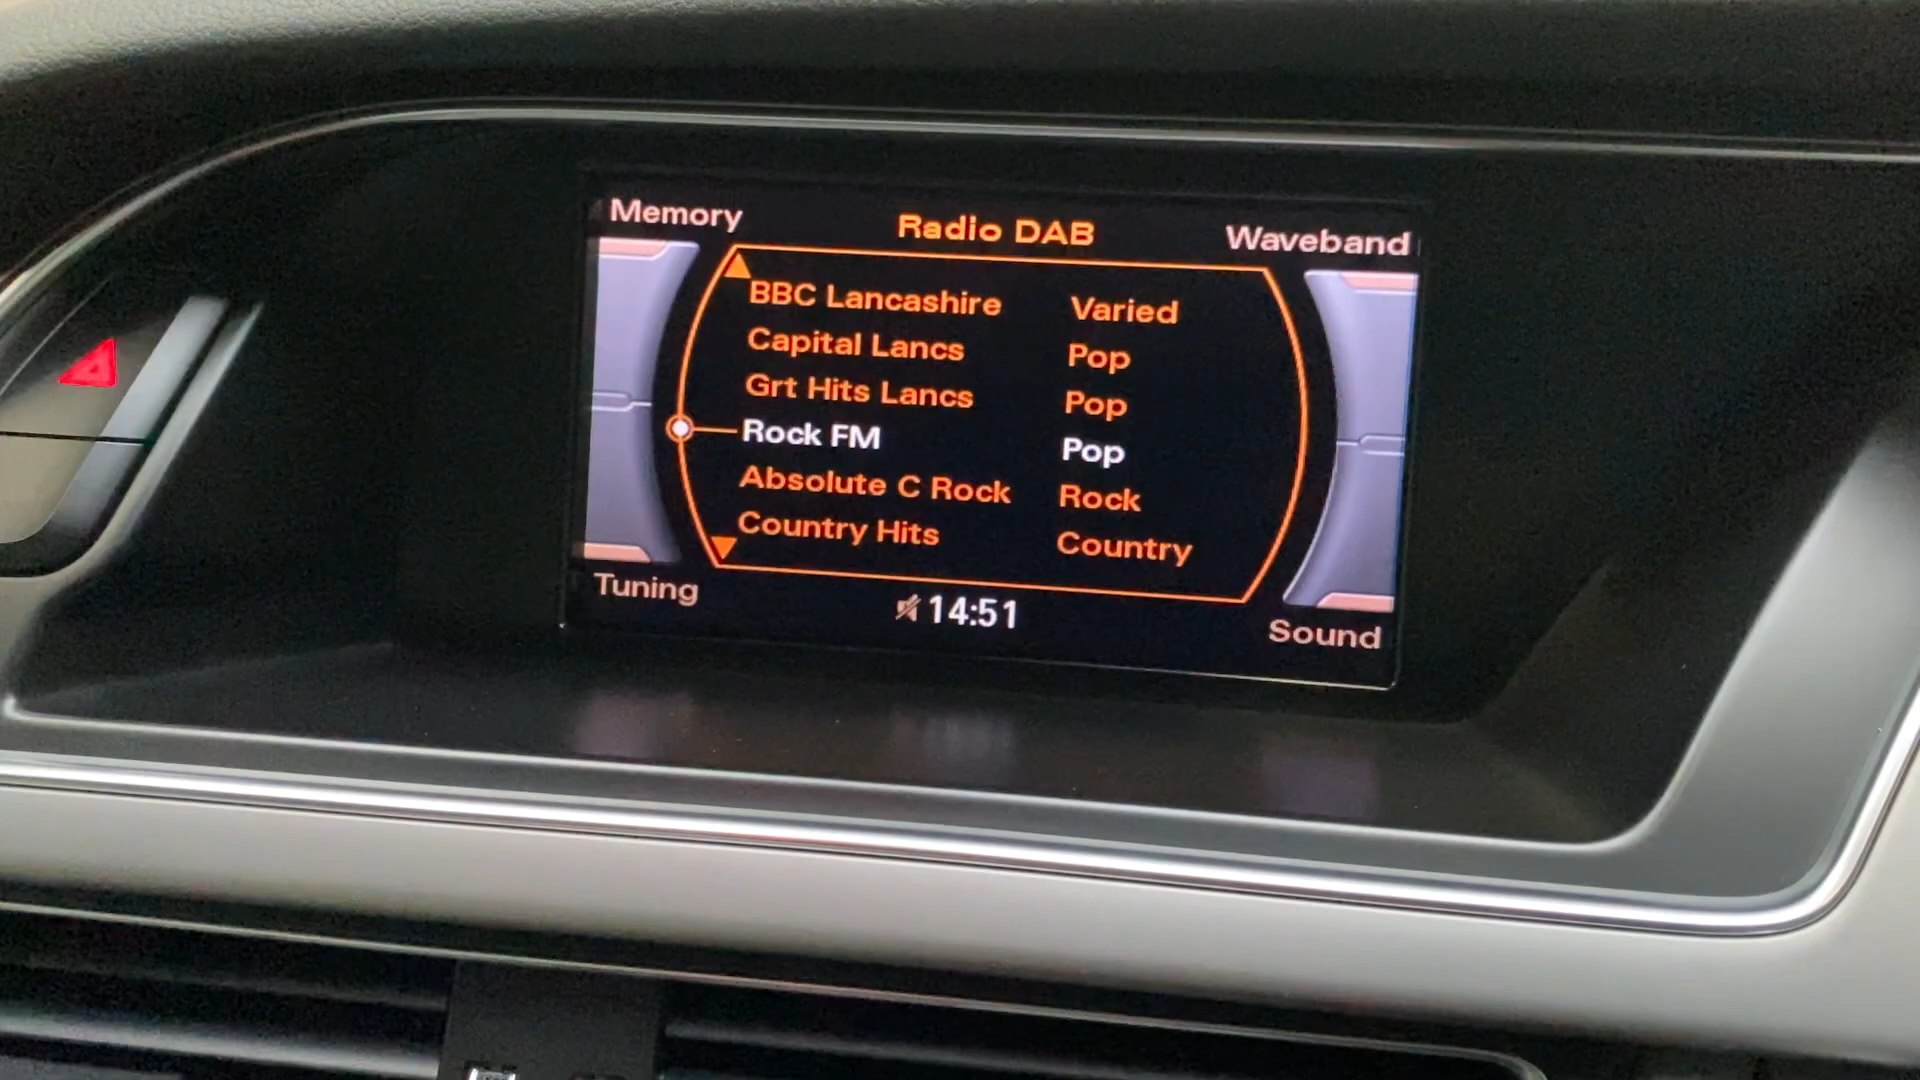 Memory
Radio DAB
Waveband
BBC Lancashire Varied
Capital Lancs Pop
Grt Hits Lancs Pop
Rock FM Pop
Absolute C Rock Rock
Country Hits Country
Tuning
14:51
Sound